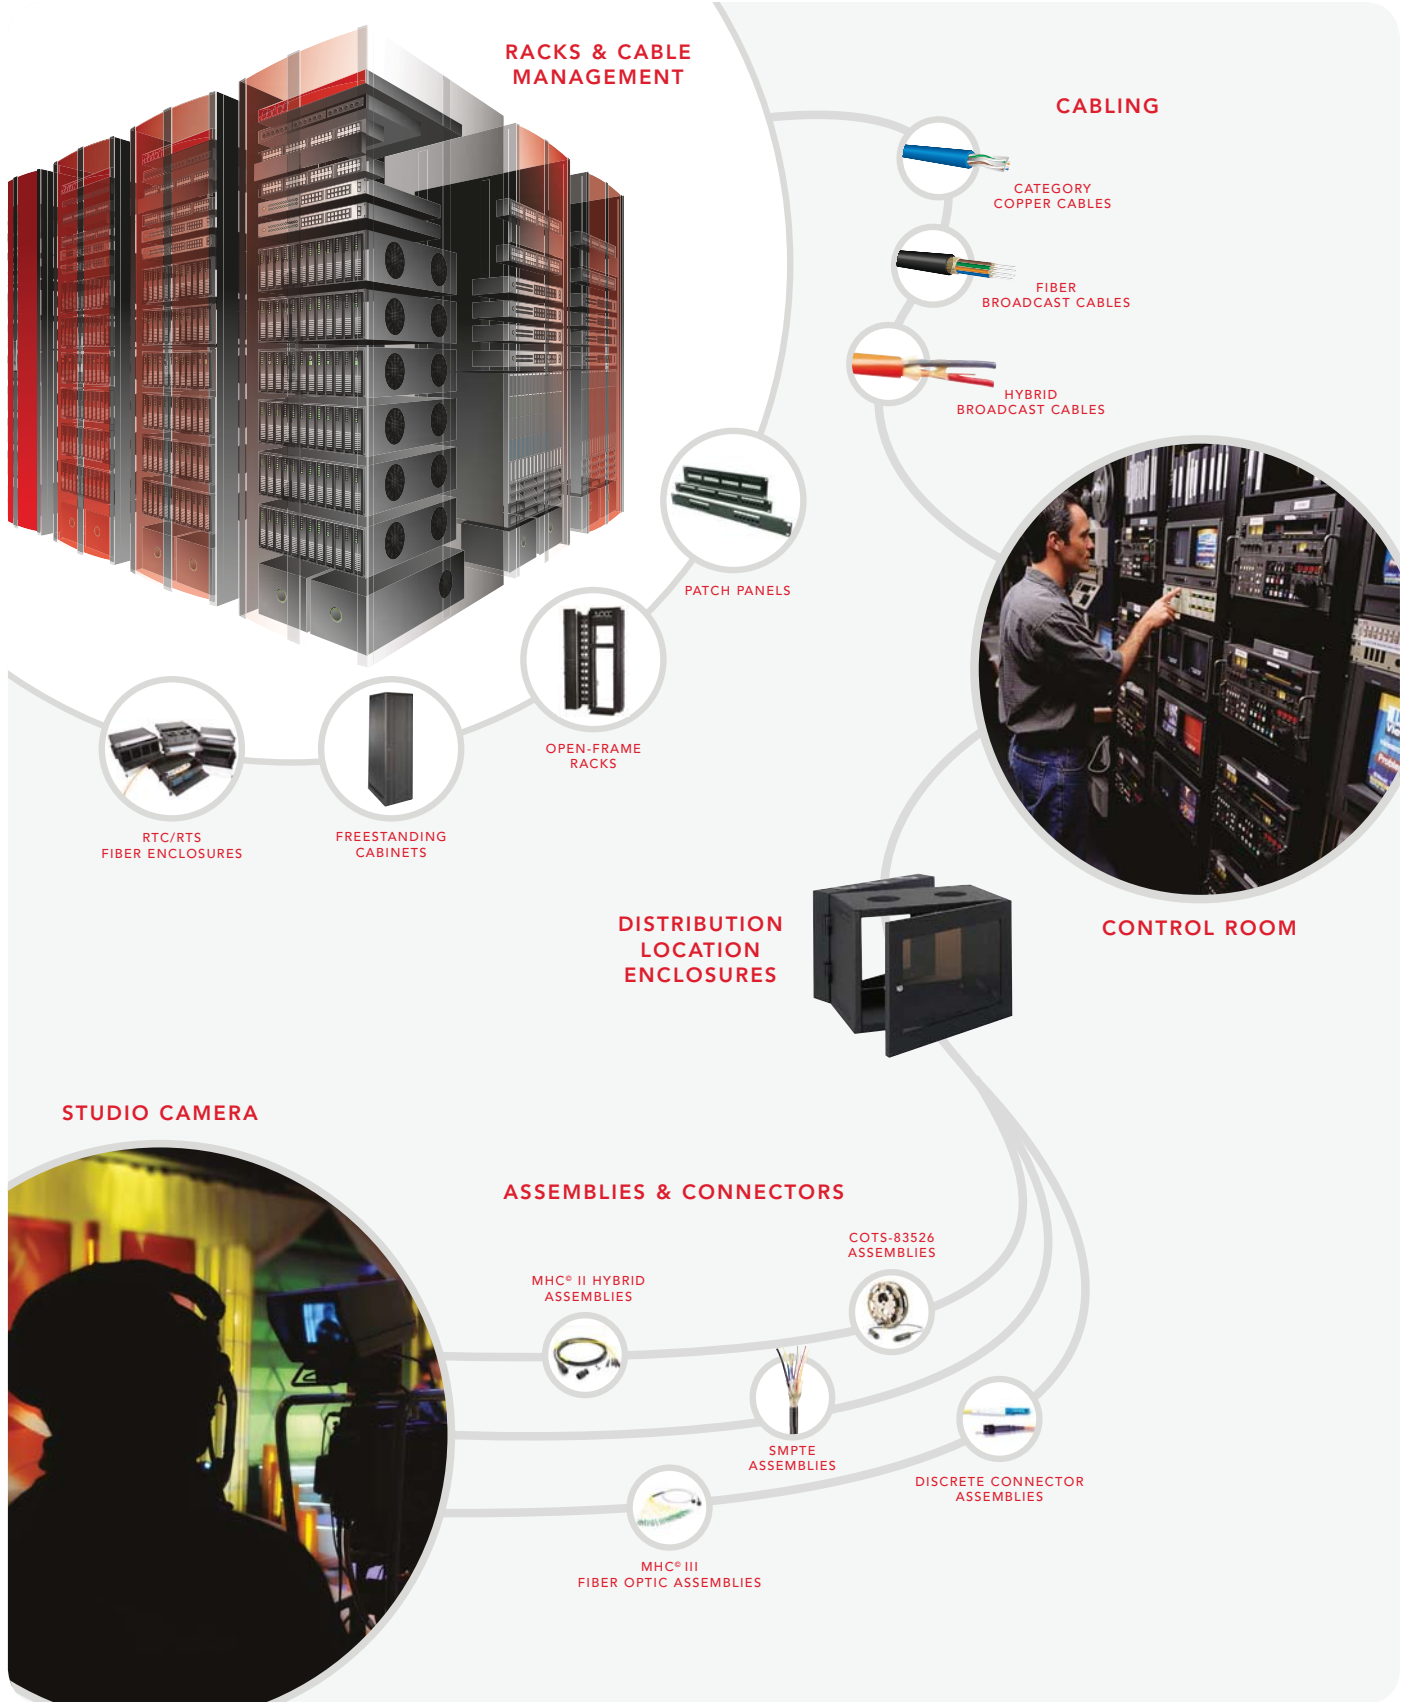 RACKS & CABLE
MANAGEMENT
CABLING
CATEGORY
COPPER CABLES
FIBER
BROADCAST CABLES
HYBRID
BROADCAST CABLES
PATCH PANELS
OPEN-FRAME
RACKS
RTC/RTS
FIBER ENCLOSURES
FREESTANDING
CABINETS
DISTRIBUTION
LOCATION
ENCLOSURES
CONTROL ROOM
STUDIO CAMERA
ASSEMBLIES & CONNECTORS
COTS-83526
ASSEMBLIES
MHC© II HYBRID
ASSEMBLIES
SMPTE
ASSEMBLIES
DISCRETE CONNECTOR
ASSEMBLIES
MHC© III
FIBER OPTIC ASSEMBLIES